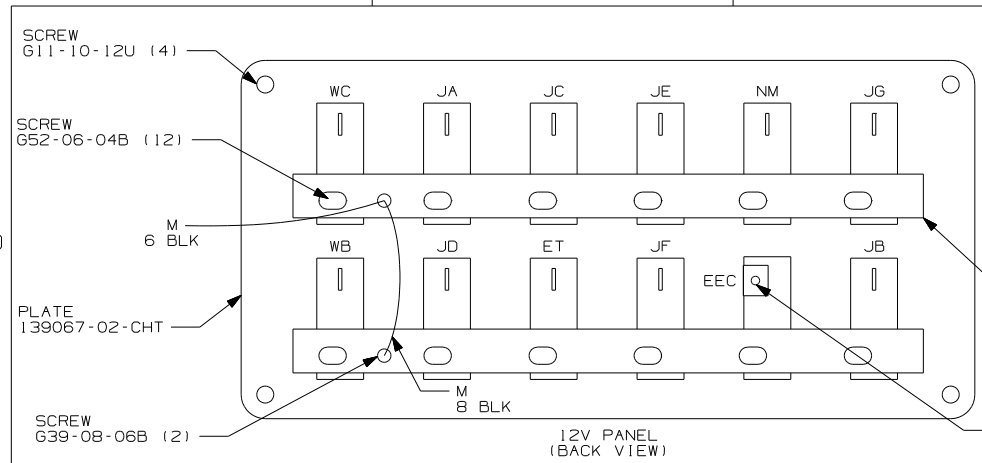 SCREW
G11-10-12U (4)
WC JA JC JE NM JG
SCREW
G52-06-04B (12)
M
6 BLK
WB JD ET JF JB
EEC
PLATE
139067-02-CHT
M
8 BLK
SCREW
G39-08-06B (2)
12V PANEL
(BACK VIEW)